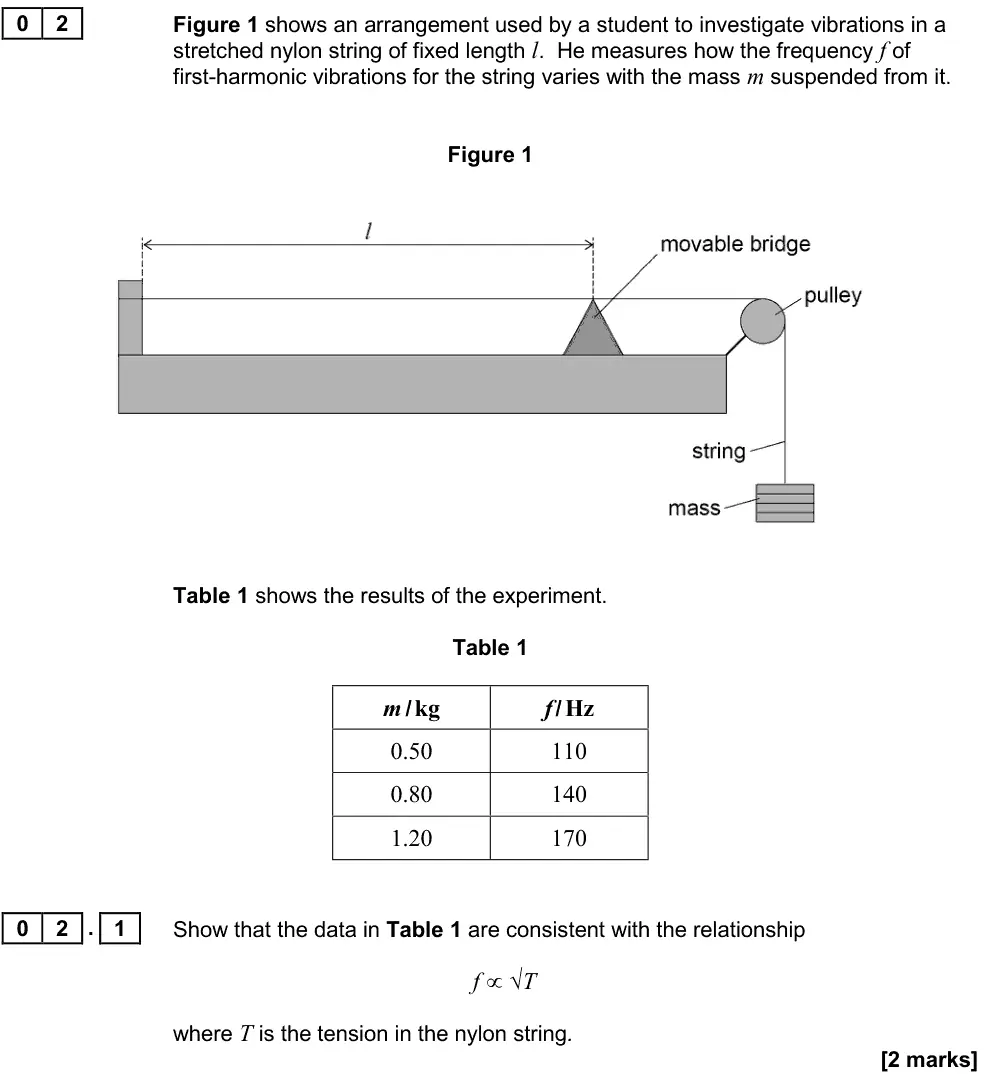 0 2
Figure 1 shows an arrangement used by a student to investigate vibrations in a
stretched nylon string of fixed length l. He measures how the frequency f of
first-harmonic vibrations for the string varies with the mass m suspended from it.
Figure 1
l
movable bridge
pulley
string
mass
Table 1 shows the results of the experiment.
Table 1
m / kg f / Hz
0.50 110
0.80 140
1.20 170
0 2 . 1 Show that the data in Table 1 are consistent with the relationship
f ∝ √T
where T is the tension in the nylon string.
[2 marks]